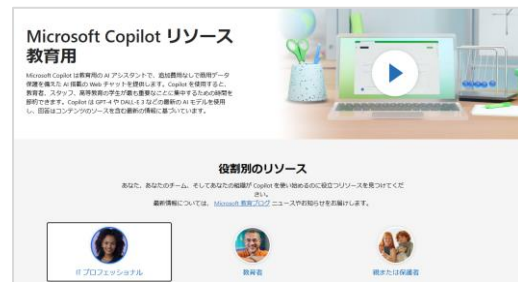 Microsoft Copilot リソース
教育用
Microsoft Copilot は教育用の AI アシスタントで、追加費用なしで商用データ
保護を備えた AI 搭載の Web チャットを提供します。Copilot を使用すると、
教育者、スタッフ、高等教育の学生が最も重要なことに集中するための時間を
節約できます。Copilot は GPT-4 や DALL-E 3 などの最新の AI モデルを使用
し、回答はコンテンツのソースを含む最新の情報に基づいています。
役割別のリソース
あなた、あなたのチーム、そしてあなたの組織が Copilot を使い始めるのに役立つリソースを見つけてくだ
さい。
最新情報については、 Microsoft 教育ブログ ニュースやお知らせをお届けします。
IT プロフェッショナル
教育者
親または保護者